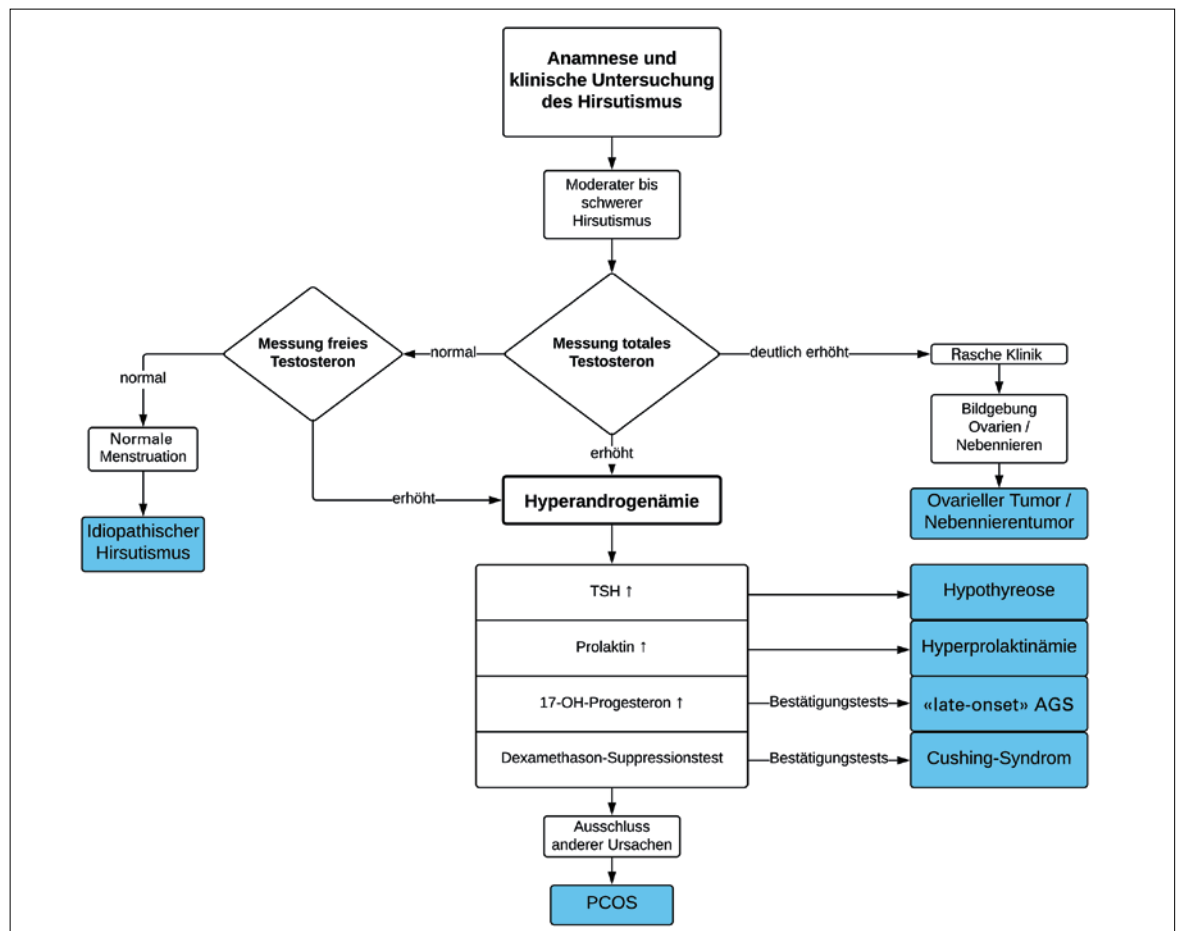 Anamnese und
klinische Untersuchung
des Hirsutismus
Moderater bis
schwerer
Hirsutismus
Messung freies
Testosteron
normal
Messung totales
Testosteron
deutlich erhöht
Rasche Klinik
normal
Bildgebung
Ovarien /
Nebennieren
Normale
Menstruation
erhöht
erhöht
Hyperandrogenämie
Ovarieller Tumor /
Nebennierentumor
Idiopathischer
Hirsutismus
TSH ↑
Hypothyreose
Prolaktin ↑
Hyperprolaktinämie
17-OH-Progesteron ↑
Bestätigungstests
«late-onset» AGS
Dexamethason-Suppressionstest
Bestätigungstests
Cushing-Syndrom
Ausschluss
anderer Ursachen
PCOS